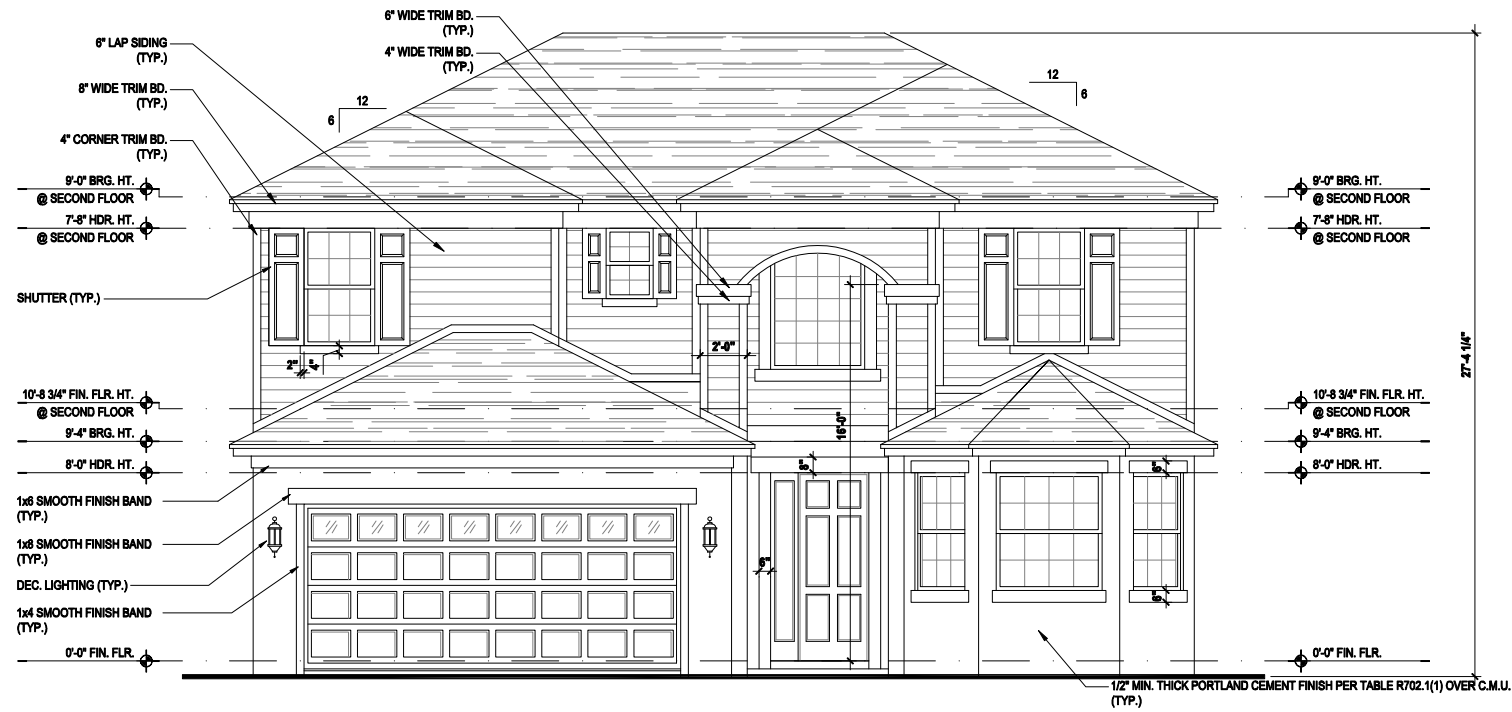 6" WIDE TRIM BD.
(TYP.)
4" WIDE TRIM BD.
(TYP.)
6" LAP SIDING
(TYP.)
8" WIDE TRIM BD.
(TYP.)
4" CORNER TRIM BD.
(TYP.)
9'-0" BRG. HT.
@ SECOND FLOOR
7'-8" HDR. HT.
@ SECOND FLOOR
SHUTTER (TYP.)
10'-8 3/4" FIN. FLR. HT.
@ SECOND FLOOR
9'-4" BRG. HT.
8'-0" HDR. HT.
1x6 SMOOTH FINISH BAND
(TYP.)
1x8 SMOOTH FINISH BAND
(TYP.)
DEC. LIGHTING (TYP.)
1x4 SMOOTH FINISH BAND
(TYP.)
0'-0" FIN. FLR.
12
6
12
6
2"
4"
2'-0"
16'-0"
8"
6"
6"
6"
9'-0" BRG. HT.
@ SECOND FLOOR
7'-8" HDR. HT.
@ SECOND FLOOR
10'-8 3/4" FIN. FLR. HT.
@ SECOND FLOOR
9'-4" BRG. HT.
8'-0" HDR. HT.
0'-0" FIN. FLR.
27'-4 1/4"
1/2" MIN. THICK PORTLAND CEMENT FINISH PER TABLE R702.1(1) OVER C.M.U.
(TYP.)